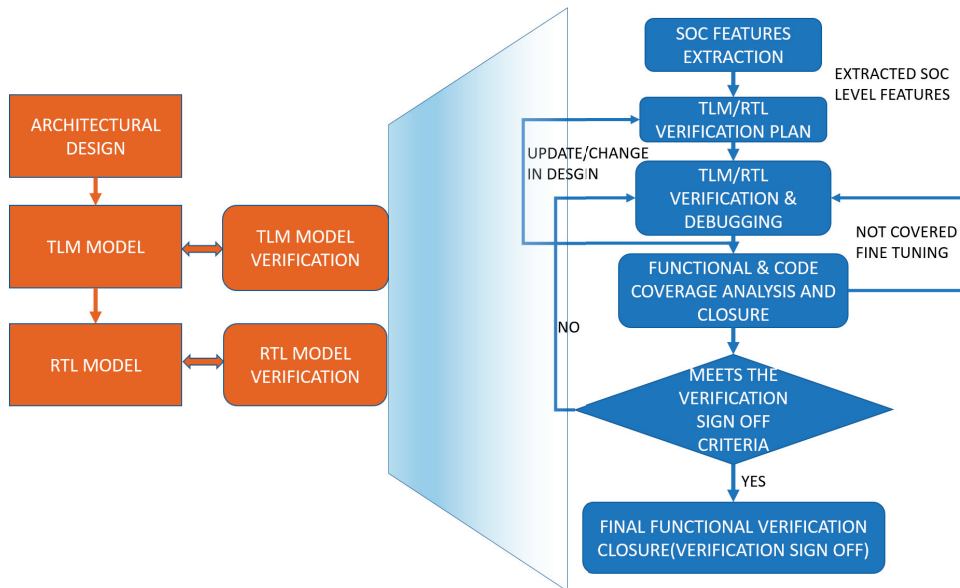 ARCHITECTURAL
DESIGN
TLM MODEL
TLM MODEL
VERIFICATION
RTL MODEL
RTL MODEL
VERIFICATION
SOC FEATURES
EXTRACTION
EXTRACTED SOC
LEVEL FEATURES
TLM/RTL
VERIFICATION PLAN
UPDATE/CHANGE
IN DESGIN
TLM/RTL
VERIFICATION &
DEBUGGING
NOT COVERED
FINE TUNING
FUNCTIONAL & CODE
COVERAGE ANALYSIS AND
CLOSURE
NO
MEETS THE
VERIFICATION
SIGN OFF
CRITERIA
YES
FINAL FUNCTIONAL VERIFICATION
CLOSURE(VERIFICATION SIGN OFF)